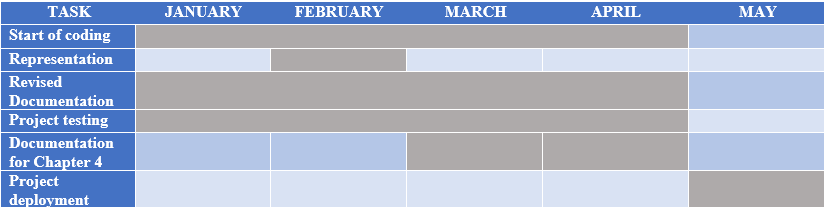 TASK JANUARY FEBRUARY MARCH APRIL MAY
Start of coding
Representation
Revised
Documentation
Project testing
Documentation
for Chapter 4
Project
deployment